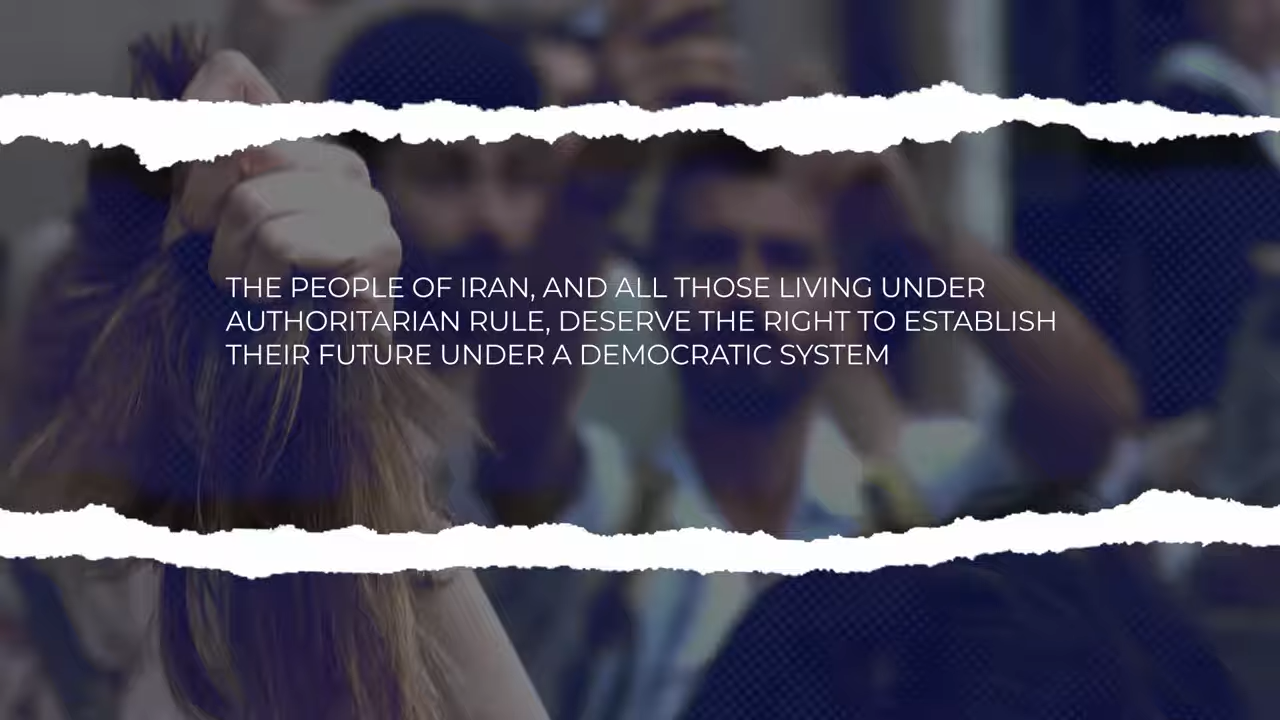 THE PEOPLE OF IRAN, AND ALL THOSE LIVING UNDER
AUTHORITARIAN RULE, DESERVE THE RIGHT TO ESTABLISH
THEIR FUTURE UNDER A DEMOCRATIC SYSTEM